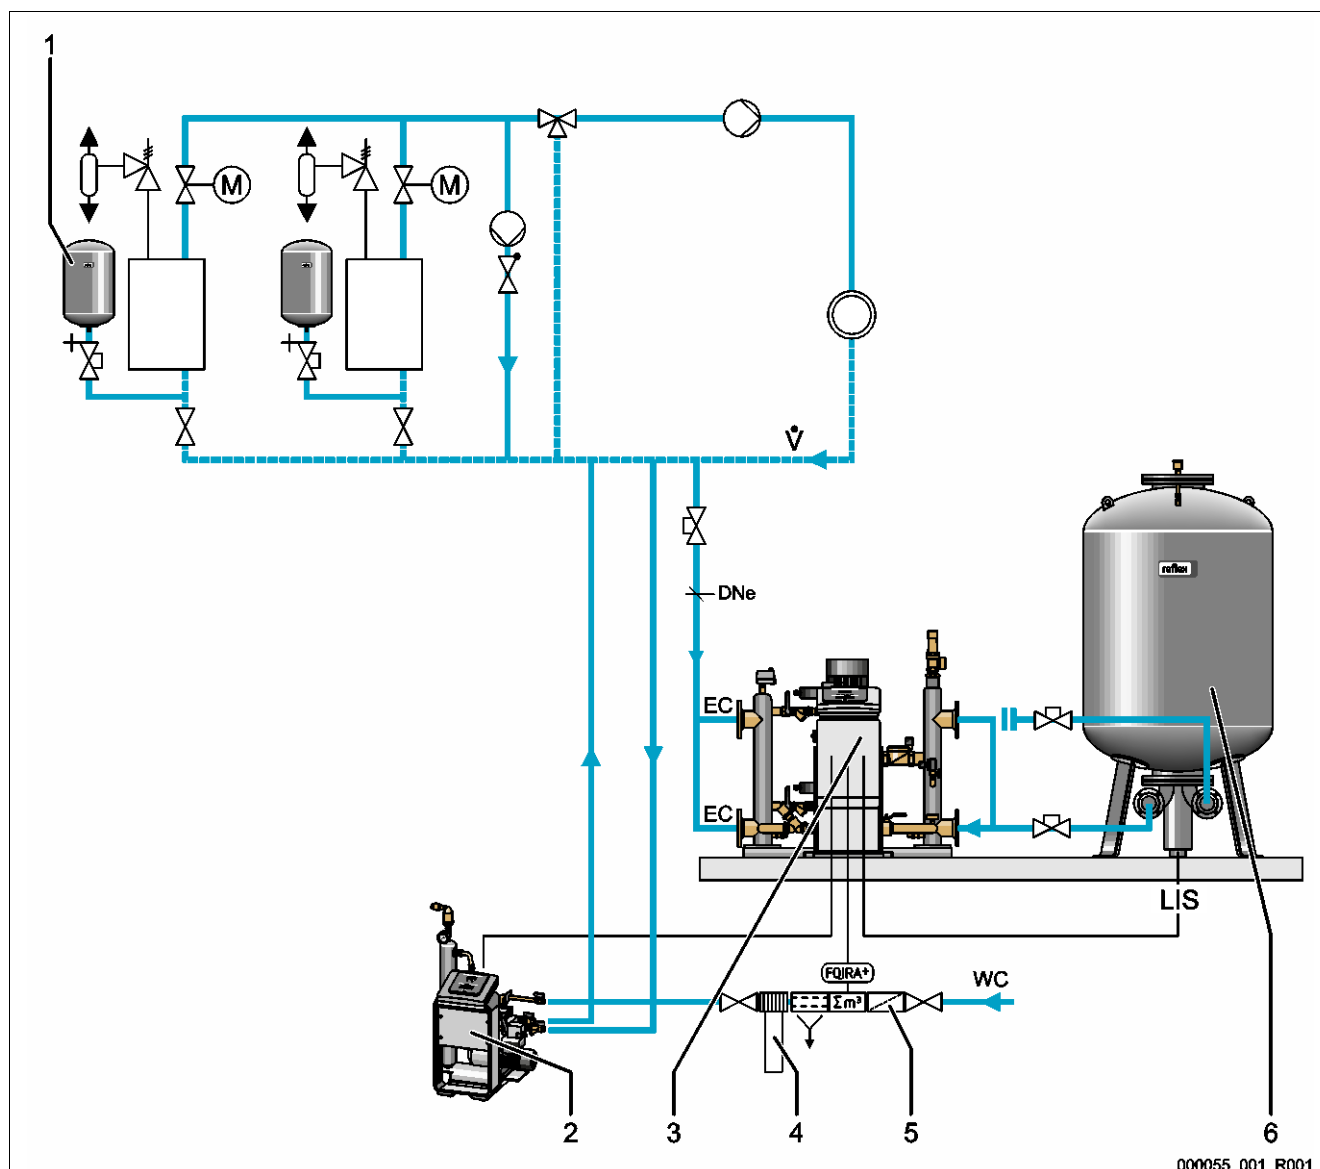 1
M
M
V̇
reflex
DNe
EC
EC
LIS
FQIRA+
WC
Σm³
2
3
4
5
6
000055_001_R001